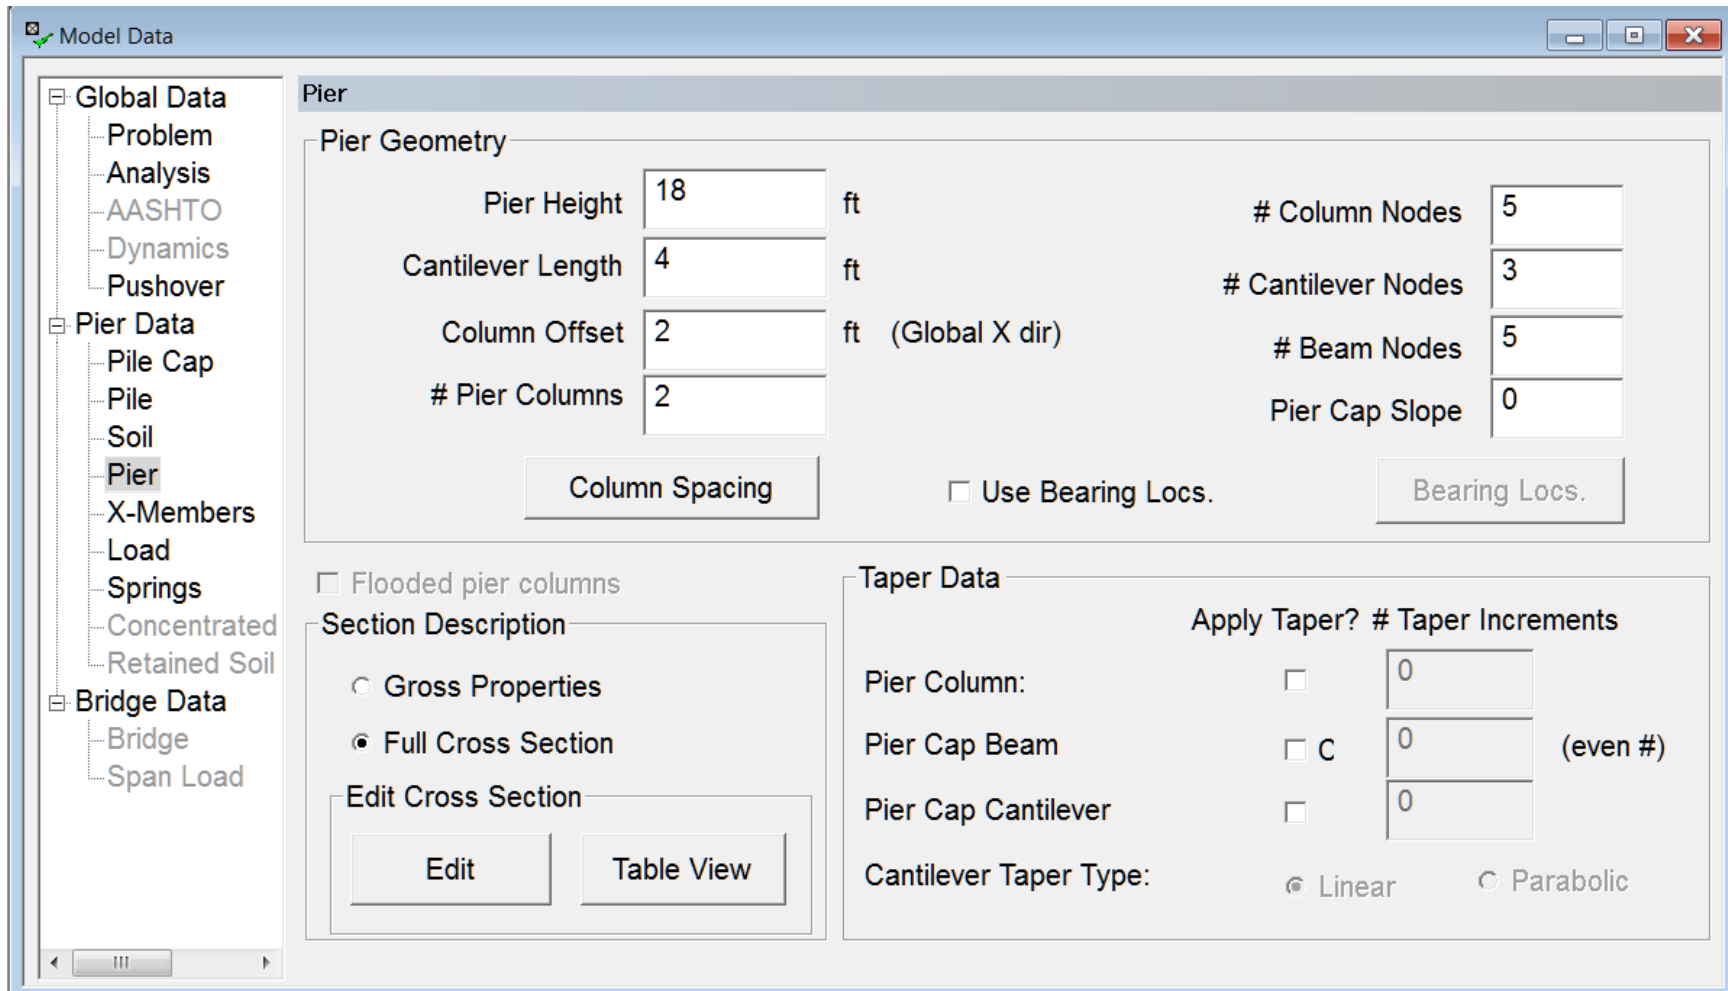 Model Data
Global Data
Problem
Analysis
AASHTO
Dynamics
Pushover
Pier Data
Pile Cap
Pile
Soil
Pier
X-Members
Load
Springs
Concentrated
Retained Soil
Bridge Data
Bridge
Span Load
Pier
Pier Geometry
Pier Height 18 ft
Cantilever Length 4 ft
Column Offset 2 ft (Global X dir)
# Pier Columns 2
# Column Nodes 5
# Cantilever Nodes 3
# Beam Nodes 5
Pier Cap Slope 0
Column Spacing
Use Bearing Locs.
Bearing Locs.
Flooded pier columns
Section Description
Gross Properties
Full Cross Section
Edit Cross Section
Edit
Table View
Taper Data
Apply Taper? # Taper Increments
Pier Column: 0
Pier Cap Beam C 0 (even #)
Pier Cap Cantilever 0
Cantilever Taper Type: Linear Parabolic